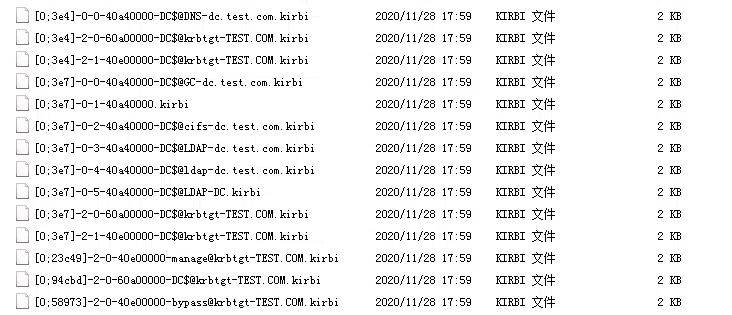 [0;3e4]-0-0-40a40000-DC$@DNS-dc.test.com.kirbi 2020/11/28 17:59 KIRBI 文件 2 KB
[0;3e4]-2-0-60a00000-DC$@krbtgt-TEST.COM.kirbi 2020/11/28 17:59 KIRBI 文件 2 KB
[0;3e4]-2-1-40e00000-DC$@krbtgt-TEST.COM.kirbi 2020/11/28 17:59 KIRBI 文件 2 KB
[0;3e7]-0-0-40a40000-DC$@GC-dc.test.com.kirbi 2020/11/28 17:59 KIRBI 文件 2 KB
[0;3e7]-0-1-40a40000.kirbi 2020/11/28 17:59 KIRBI 文件 2 KB
[0;3e7]-0-2-40a40000-DC$@cifs-dc.test.com.kirbi 2020/11/28 17:59 KIRBI 文件 2 KB
[0;3e7]-0-3-40a40000-DC$@LDAP-dc.test.com.kirbi 2020/11/28 17:59 KIRBI 文件 2 KB
[0;3e7]-0-4-40a40000-DC$@ldap-dc.test.com.kirbi 2020/11/28 17:59 KIRBI 文件 2 KB
[0;3e7]-0-5-40a40000-DC$@LDAP-DC.kirbi 2020/11/28 17:59 KIRBI 文件 2 KB
[0;3e7]-2-0-60a00000-DC$@krbtgt-TEST.COM.kirbi 2020/11/28 17:59 KIRBI 文件 2 KB
[0;3e7]-2-1-40e00000-DC$@krbtgt-TEST.COM.kirbi 2020/11/28 17:59 KIRBI 文件 2 KB
[0;23c49]-2-0-40e00000-manage@krbtgt-TEST.COM.kirbi 2020/11/28 17:59 KIRBI 文件 2 KB
[0;94cbd]-2-0-60a00000-DC$@krbtgt-TEST.COM.kirbi 2020/11/28 17:59 KIRBI 文件 2 KB
[0;58973]-2-0-40e00000-bypass@krbtgt-TEST.COM.kirbi 2020/11/28 17:59 KIRBI 文件 2 KB